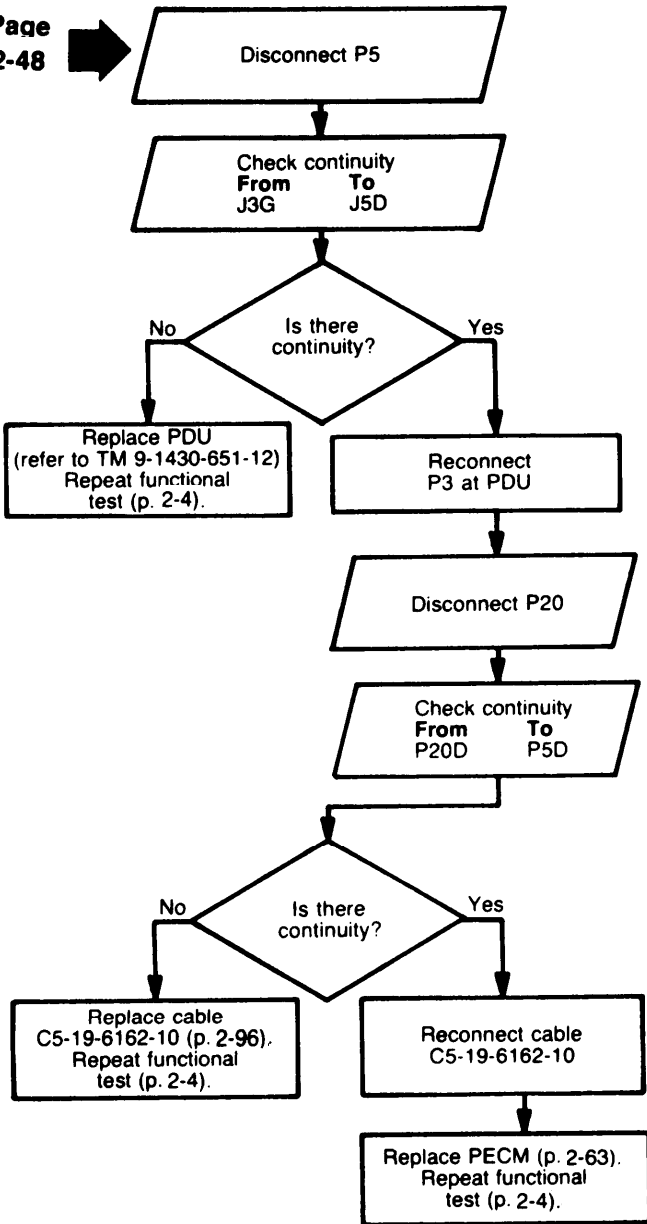 Page
2-48
Disconnect P5
Check continuity
From To
J3G J5D
Is there
continuity?
No
Yes
Replace PDU
(refer to TM 9-1430-651-12)
Repeat functional
test (p. 2-4).
Reconnect
P3 at PDU
Disconnect P20
Check continuity
From To
P20D P5D
Is there
continuity?
No
Yes
Replace cable
C5-19-6162-10 (p. 2-96).
Repeat functional
test (p. 2-4).
Reconnect cable
C5-19-6162-10
Replace PECM (p. 2-63).
Repeat functional
test (p. 2-4).